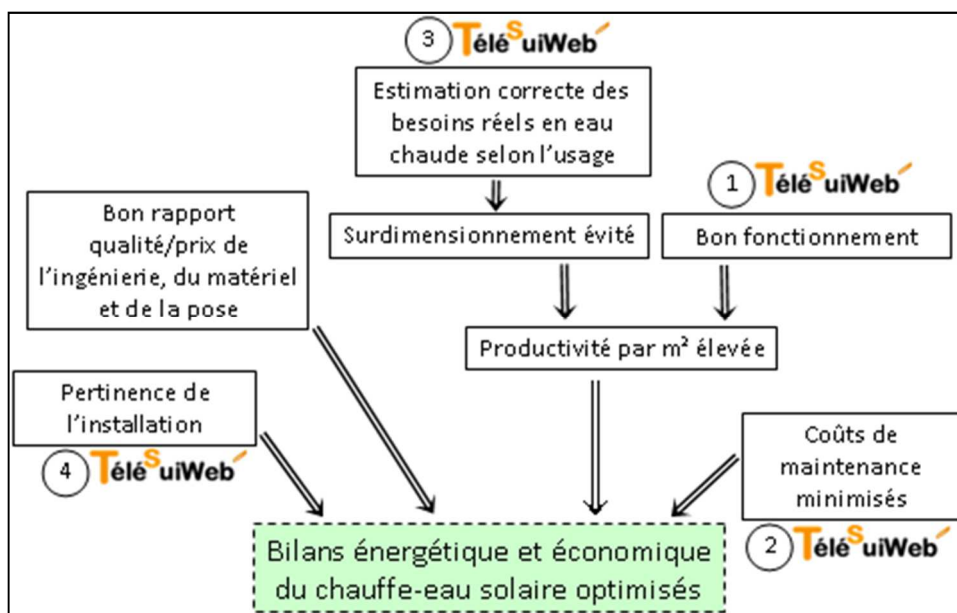 3 TéléSuiWeb
Estimation correcte des
besoins réels en eau
chaude selon l'usage
1 TéléSuiWeb
Bon rapport
qualité/prix de
l'ingénierie, du matériel
et de la pose
Surdimensionnement évité
Bon fonctionnement
Productivité par m² élevée
Pertinence de
l'installation
4 TéléSuiWeb
Coûts de
maintenance
minimisés
2 TéléSuiWeb
Bilans énergétique et économique
du chauffe-eau solaire optimisés